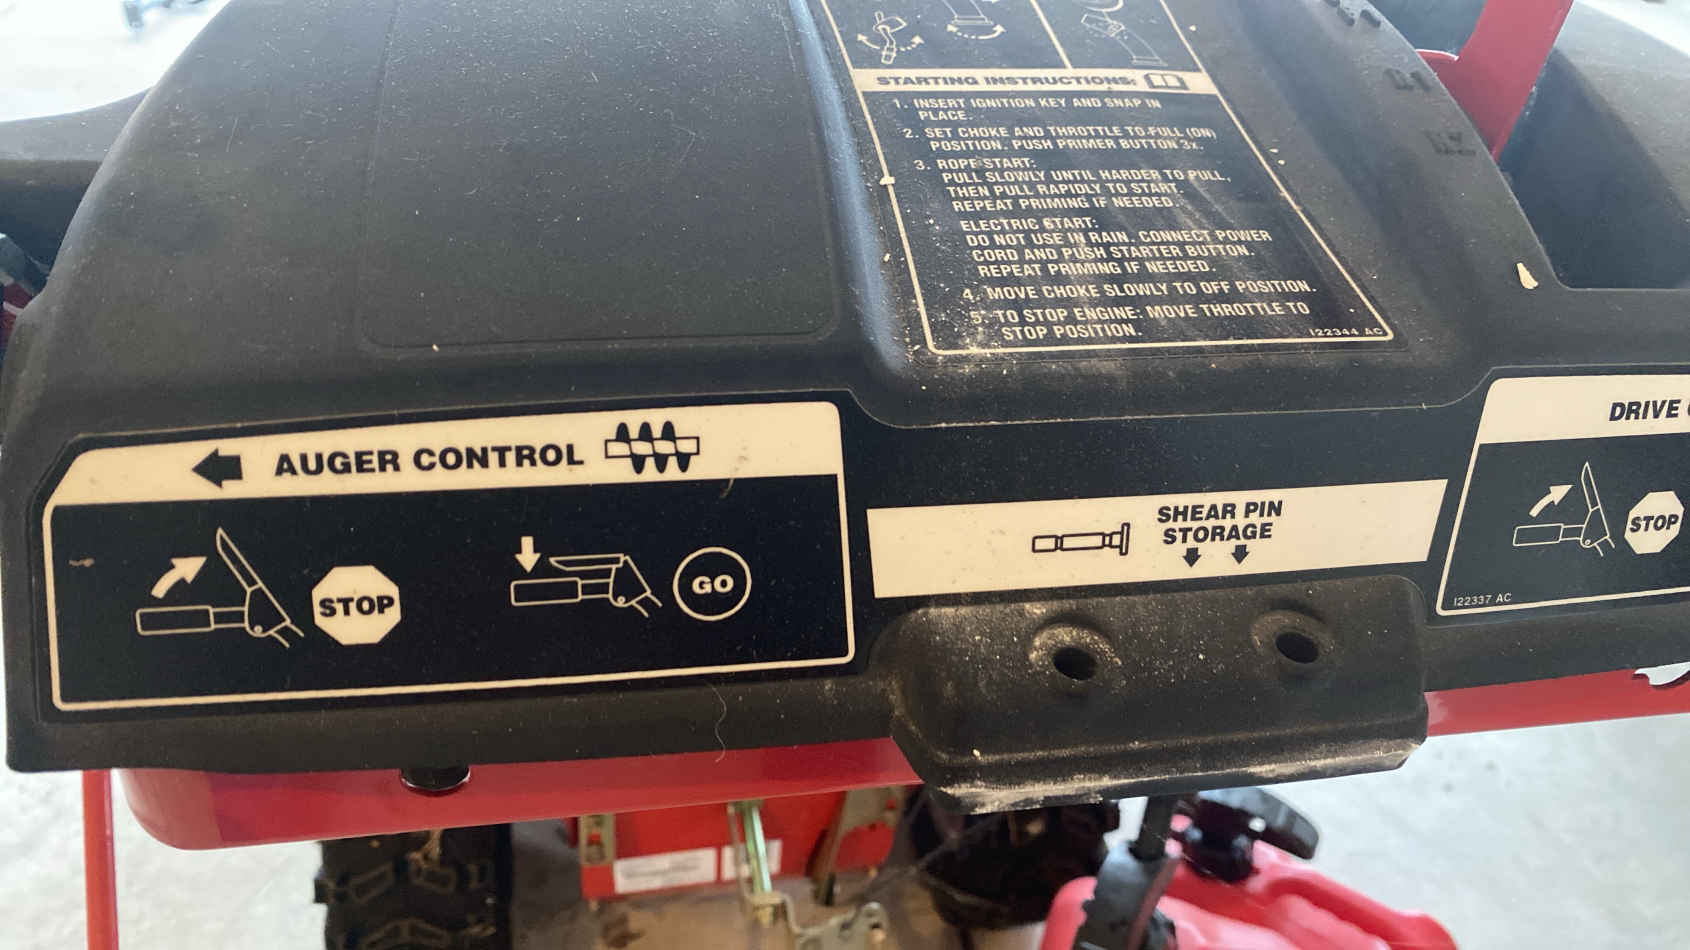 STARTING INSTRUCTIONS:
1. INSERT IGNITION KEY AND SNAP IN
PLACE.
2. SET CHOKE AND THROTTLE TO FULL (ON)
POSITION. PUSH PRIMER BUTTON 3x.
3. ROPE START:
PULL SLOWLY UNTIL HARDER TO PULL,
THEN PULL RAPIDLY TO START.
REPEAT PRIMING IF NEEDED.
ELECTRIC START:
DO NOT USE IN RAIN. CONNECT POWER
CORD AND PUSH STARTER BUTTON.
REPEAT PRIMING IF NEEDED.
4. MOVE CHOKE SLOWLY TO OFF POSITION.
5. TO STOP ENGINE: MOVE THROTTLE TO
STOP POSITION.
I22344 AC
AUGER CONTROL
STOP
GO
SHEAR PIN
STORAGE
DRIVE
STOP
I22337 AC